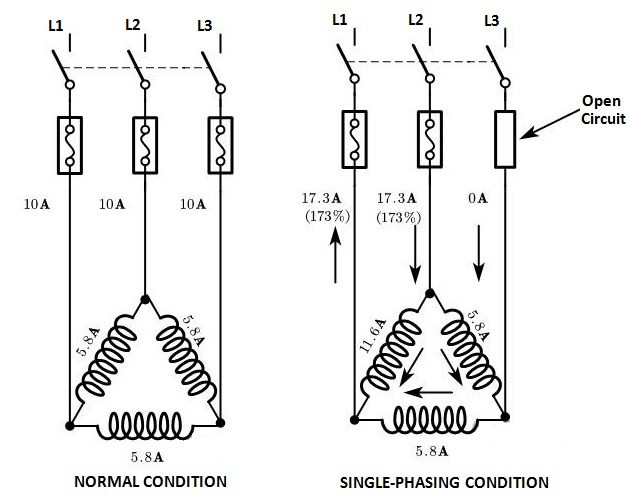 L1
L2
L3
10A
10A
10A
5.8A
5.8A
5.8A
NORMAL CONDITION
L1
L2
L3
Open
Circuit
17.3A
(173%)
17.3A
(173%)
0A
11.6A
5.8A
5.8A
SINGLE-PHASING CONDITION